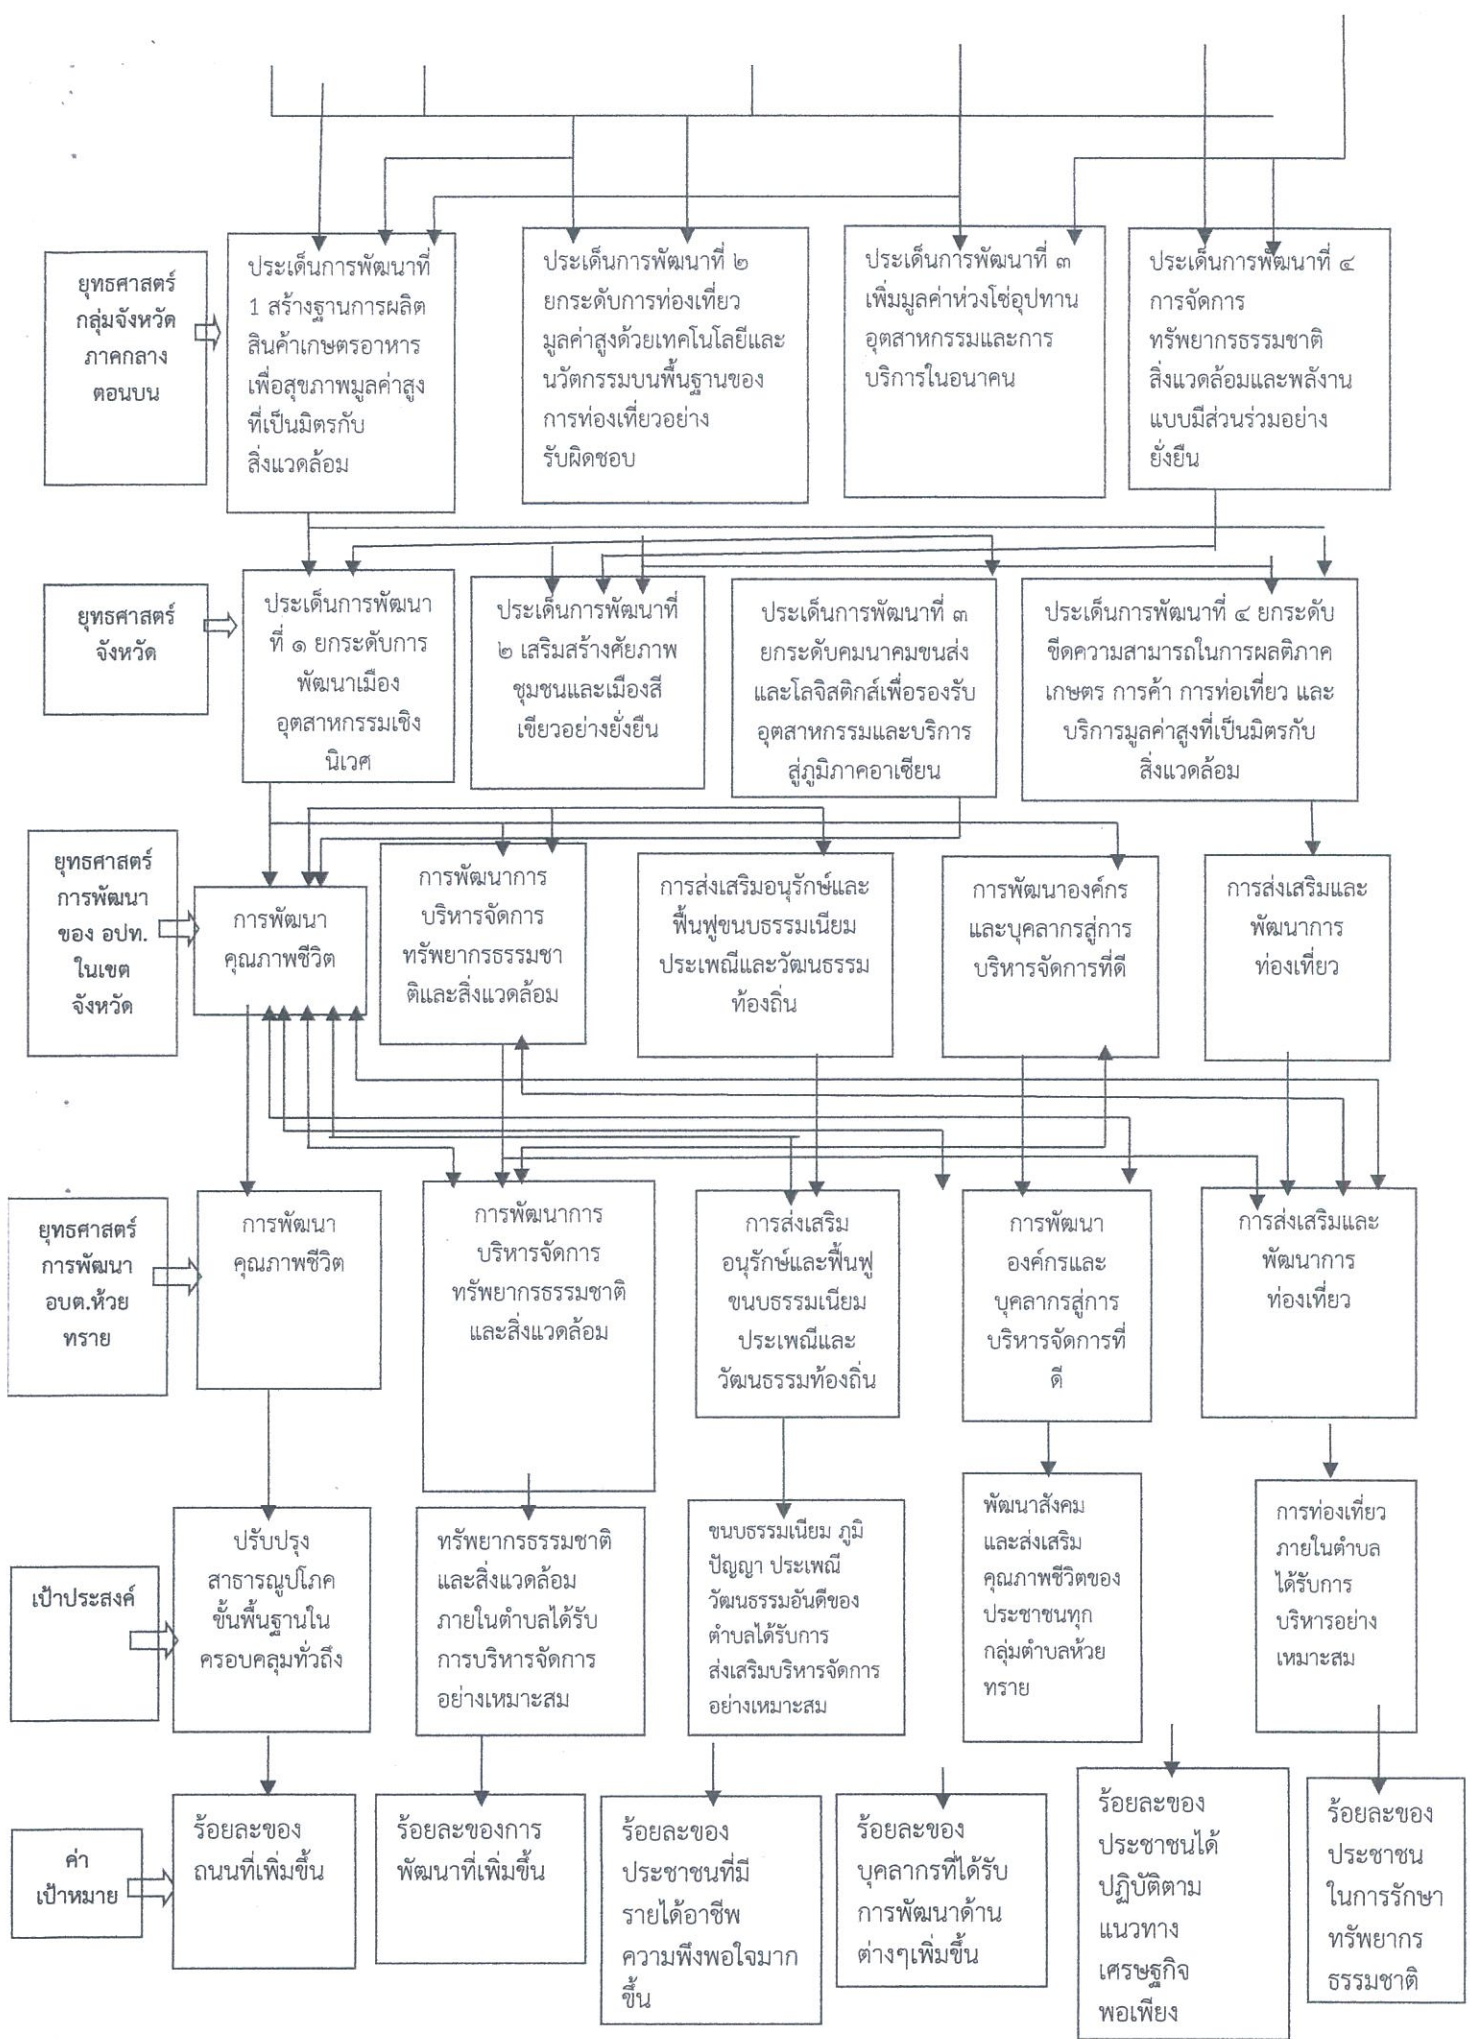 ยุทธศาสตร์
กลุ่มจังหวัด
ภาคกลาง
ตอนบน
ประเด็นการพัฒนาที่
1 สร้างฐานการผลิต
สินค้าเกษตรอาหาร
เพื่อสุขภาพมูลค่าสูง
ที่เป็นมิตรกับ
สิ่งแวดล้อม
ประเด็นการพัฒนาที่ ๒
ยกระดับการท่องเที่ยว
มูลค่าสูงด้วยเทคโนโลยีและ
นวัตกรรมบนพื้นฐานของ
การท่องเที่ยวอย่าง
รับผิดชอบ
ประเด็นการพัฒนาที่ ๓
เพิ่มมูลค่าห่วงโซ่อุปทาน
อุตสาหกรรมและการ
บริการในอนาคน
ประเด็นการพัฒนาที่ ๔
การจัดการ
ทรัพยากรธรรมชาติ
สิ่งแวดล้อมและพลังาน
แบบมีส่วนร่วมอย่าง
ยั่งยืน
ยุทธศาสตร์
จังหวัด
ประเด็นการพัฒนา
ที่ ๑ ยกระดับการ
พัฒนาเมือง
อุตสาหกรรมเชิง
นิเวศ
ประเด็นการพัฒนาที่
๒ เสริมสร้างศัยภาพ
ชุมชนและเมืองสี
เขียวอย่างยั่งยืน
ประเด็นการพัฒนาที่ ๓
ยกระดับคมนาคมขนส่ง
และโลจิสติกส์เพื่อรองรับ
อุตสาหกรรมและบริการ
สู่ภูมิภาคอาเซียน
ประเด็นการพัฒนาที่ ๔ ยกระดับ
ขีดความสามารถในการผลติภาค
เกษตร การค้า การท่อเที่ยว และ
บริการมูลค่าสูงที่เป็นมิตรกับ
สิ่งแวดล้อม
ยุทธศาสตร์
การพัฒนา
ของ อปท.
ในเขต
จังหวัด
การพัฒนา
คุณภาพชีวิต
การพัฒนาการ
บริหารจัดการ
ทรัพยากรธรรมชา
ติและสิ่งแวดล้อม
การส่งเสริมอนุรักษ์และ
ฟื้นฟูขนบธรรมเนียม
ประเพณีและวัฒนธรรม
ท้องถิ่น
การพัฒนาองค์กร
และบุคลากรสู่การ
บริหารจัดการที่ดี
การส่งเสริมและ
พัฒนาการ
ท่องเที่ยว
ยุทธศาสตร์
การพัฒนา
อบต.ห้วย
ทราย
การพัฒนา
คุณภาพชีวิต
การพัฒนาการ
บริหารจัดการ
ทรัพยากรธรรมชาติ
และสิ่งแวดล้อม
การส่งเสริม
อนุรักษ์และฟื้นฟู
ขนบธรรมเนียม
ประเพณีและ
วัฒนธรรมท้องถิ่น
การพัฒนา
องค์กรและ
บุคลากรสู่การ
บริหารจัดการที่
ดี
การส่งเสริมและ
พัฒนาการ
ท่องเที่ยว
เป้าประสงค์
ปรับปรุง
สาธารณูปโภค
ขั้นพื้นฐานใน
ครอบคลุมทั่วถึง
ทรัพยากรธรรมชาติ
และสิ่งแวดล้อม
ภายในตำบลได้รับ
การบริหารจัดการ
อย่างเหมาะสม
ขนบธรรมเนียม ภูมิ
ปัญญา ประเพณี
วัฒนธรรมอันดีของ
ตำบลได้รับการ
ส่งเสริมบริหารจัดการ
อย่างเหมาะสม
พัฒนาสังคม
และส่งเสริม
คุณภาพชีวิตของ
ประชาชนทุก
กลุ่มตำบลห้วย
ทราย
การท่องเที่ยว
ภายในตำบล
ได้รับการ
บริหารอย่าง
เหมาะสม
ค่า
เป้าหมาย
ร้อยละของ
ถนนที่เพิ่มขึ้น
ร้อยละของการ
พัฒนาที่เพิ่มขึ้น
ร้อยละของ
ประชาชนที่มี
รายได้อาชีพ
ความพึงพอใจมาก
ขึ้น
ร้อยละของ
บุคลากรที่ได้รับ
การพัฒนาด้าน
ต่างๆเพิ่มขึ้น
ร้อยละของ
ประชาชนได้
ปฏิบัติตาม
แนวทาง
เศรษฐกิจ
พอเพียง
ร้อยละของ
ประชาชน
ในการรักษา
ทรัพยากร
ธรรมชาติ